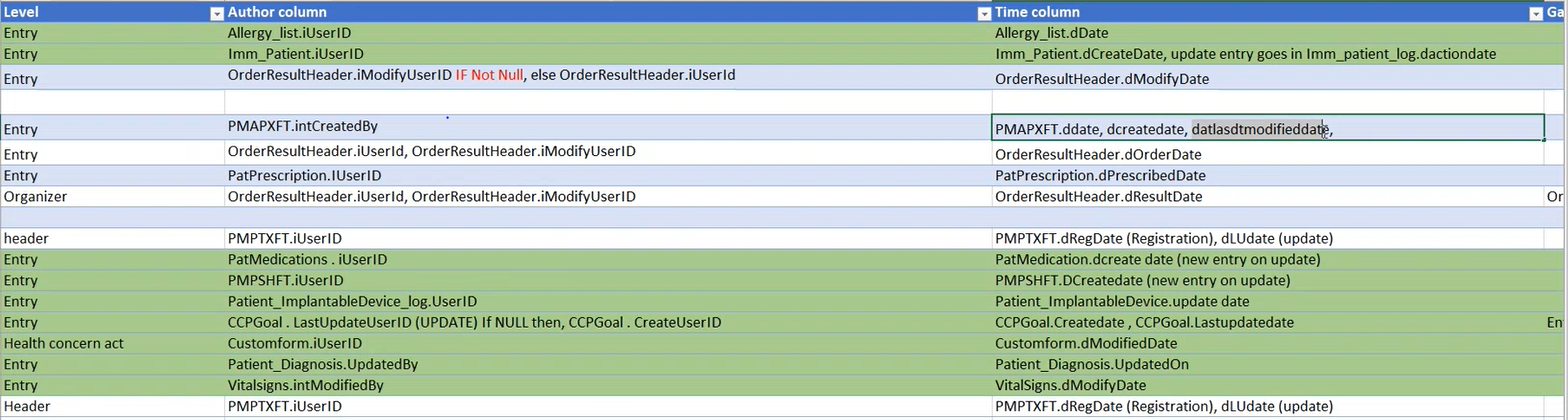 Level Author column Time column Ga
Entry Allergy_list.iUserID Allergy_list.dDate
Entry Imm_Patient.iUserID Imm_Patient.dCreateDate, update entry goes in Imm_patient_log.dactiondate
Entry OrderResultHeader.iModifyUserID IF Not Null, else OrderResultHeader.iUserId OrderResultHeader.dModifyDate
Entry PMAPXFT.intCreatedBy PMAPXFT.ddate, dcreatedate, datlasdtmodifieddate,
Entry OrderResultHeader.iUserId, OrderResultHeader.iModifyUserID OrderResultHeader.dOrderDate
Entry PatPrescription.IUserID PatPrescription.dPrescribedDate
Organizer OrderResultHeader.iUserId, OrderResultHeader.iModifyUserID OrderResultHeader.dResultDate Or
header PMPTXFT.iUserID PMPTXFT.dRegDate (Registration), dLUdate (update)
Entry PatMedications . iUserID PatMedication.dcreate date (new entry on update)
Entry PMPSHFT.iUserID PMPSHFT.DCreatedate (new entry on update)
Entry Patient_ImplantableDevice_log.UserID Patient_ImplantableDevice.update date
Entry CCPGoal . LastUpdateUserID (UPDATE) If NULL then, CCPGoal . CreateUserID CCPGoal.Createdate , CCPGoal.Lastupdatedate En
Health concern act Customform.iUserID Customform.dModifiedDate
Entry Patient_Diagnosis.UpdatedBy Patient_Diagnosis.UpdatedOn
Entry Vitalsigns.intModifiedBy VitalSigns.dModifyDate
Header PMPTXFT.iUserID PMPTXFT.dRegDate (Registration), dLUdate (update)